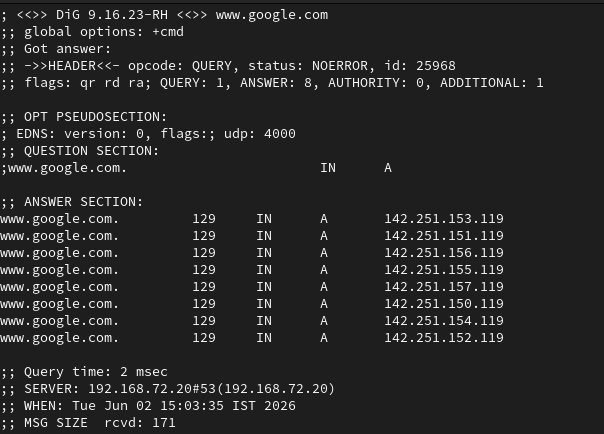 ; <<>> DiG 9.16.23-RH <<>> www.google.com
;; global options: +cmd
;; Got answer:
;; ->>HEADER<<- opcode: QUERY, status: NOERROR, id: 25968
;; flags: qr rd ra; QUERY: 1, ANSWER: 8, AUTHORITY: 0, ADDITIONAL: 1

;; OPT PSEUDOSECTION:
; EDNS: version: 0, flags:; udp: 4000
;; QUESTION SECTION:
;www.google.com.			IN	A

;; ANSWER SECTION:
www.google.com.		129	IN	A	142.251.153.119
www.google.com.		129	IN	A	142.251.151.119
www.google.com.		129	IN	A	142.251.156.119
www.google.com.		129	IN	A	142.251.155.119
www.google.com.		129	IN	A	142.251.157.119
www.google.com.		129	IN	A	142.251.150.119
www.google.com.		129	IN	A	142.251.154.119
www.google.com.		129	IN	A	142.251.152.119

;; Query time: 2 msec
;; SERVER: 192.168.72.20#53(192.168.72.20)
;; WHEN: Tue Jun 02 15:03:35 IST 2026
;; MSG SIZE  rcvd: 171